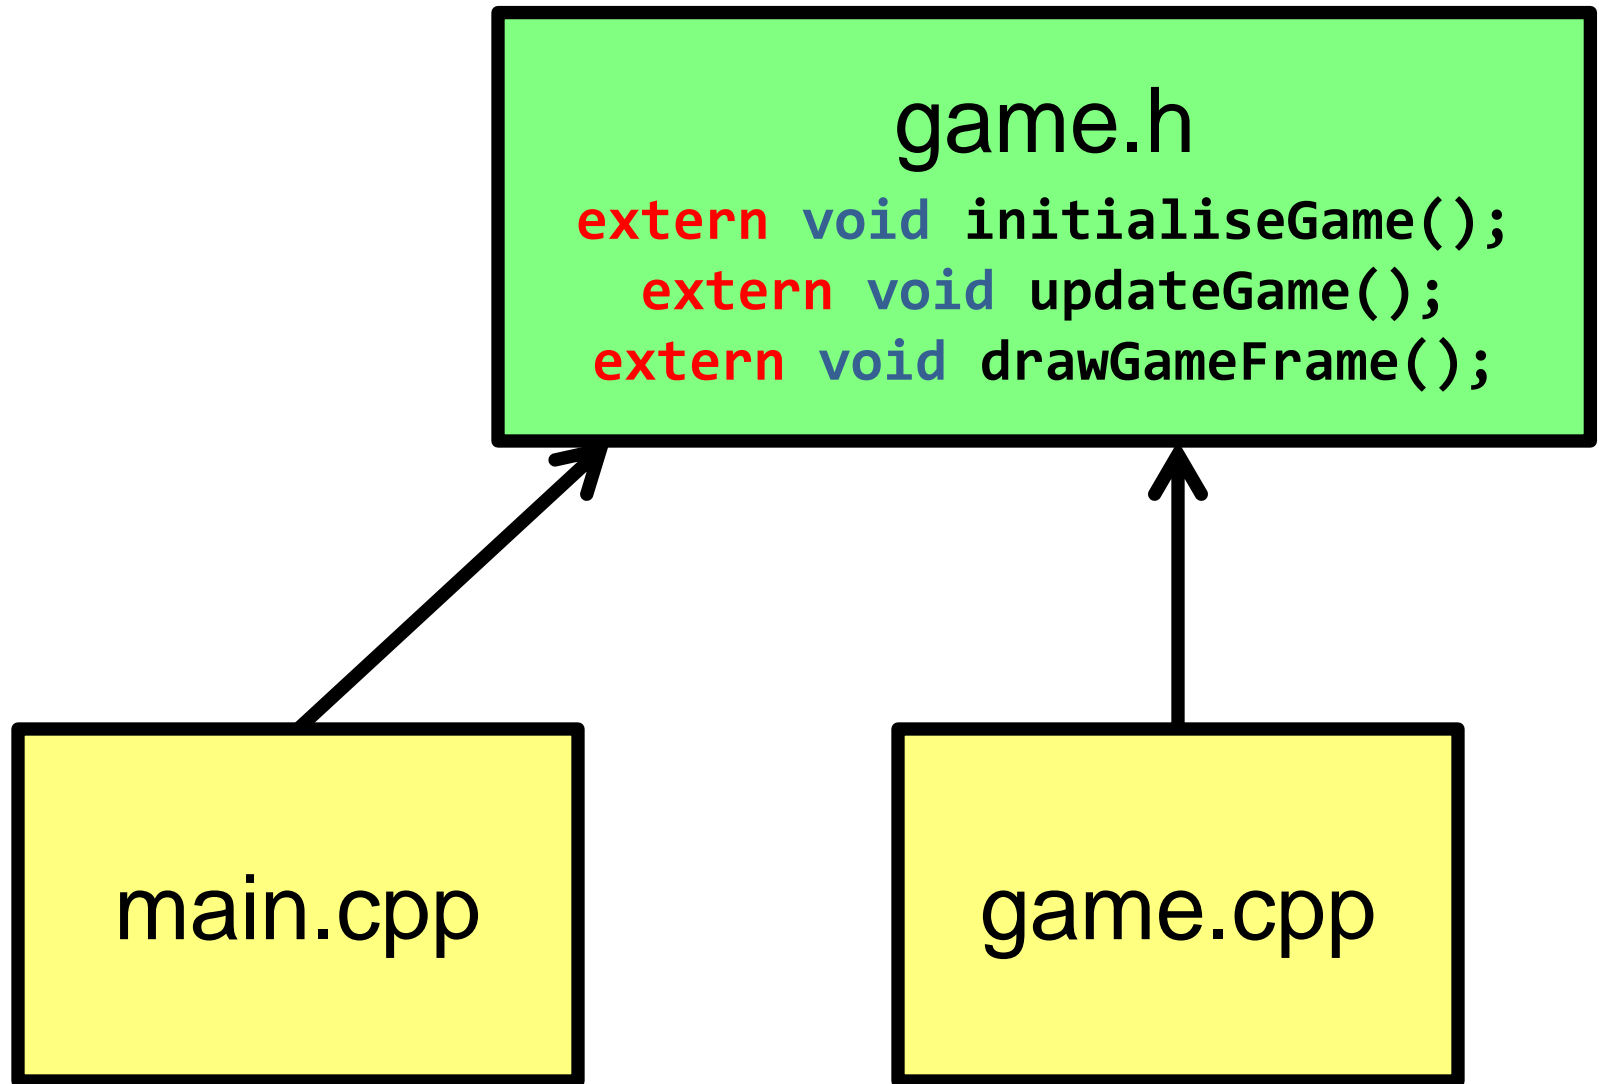 game.h
extern void initialiseGame();
extern void updateGame();
extern void drawGameFrame();
main.cpp
game.cpp